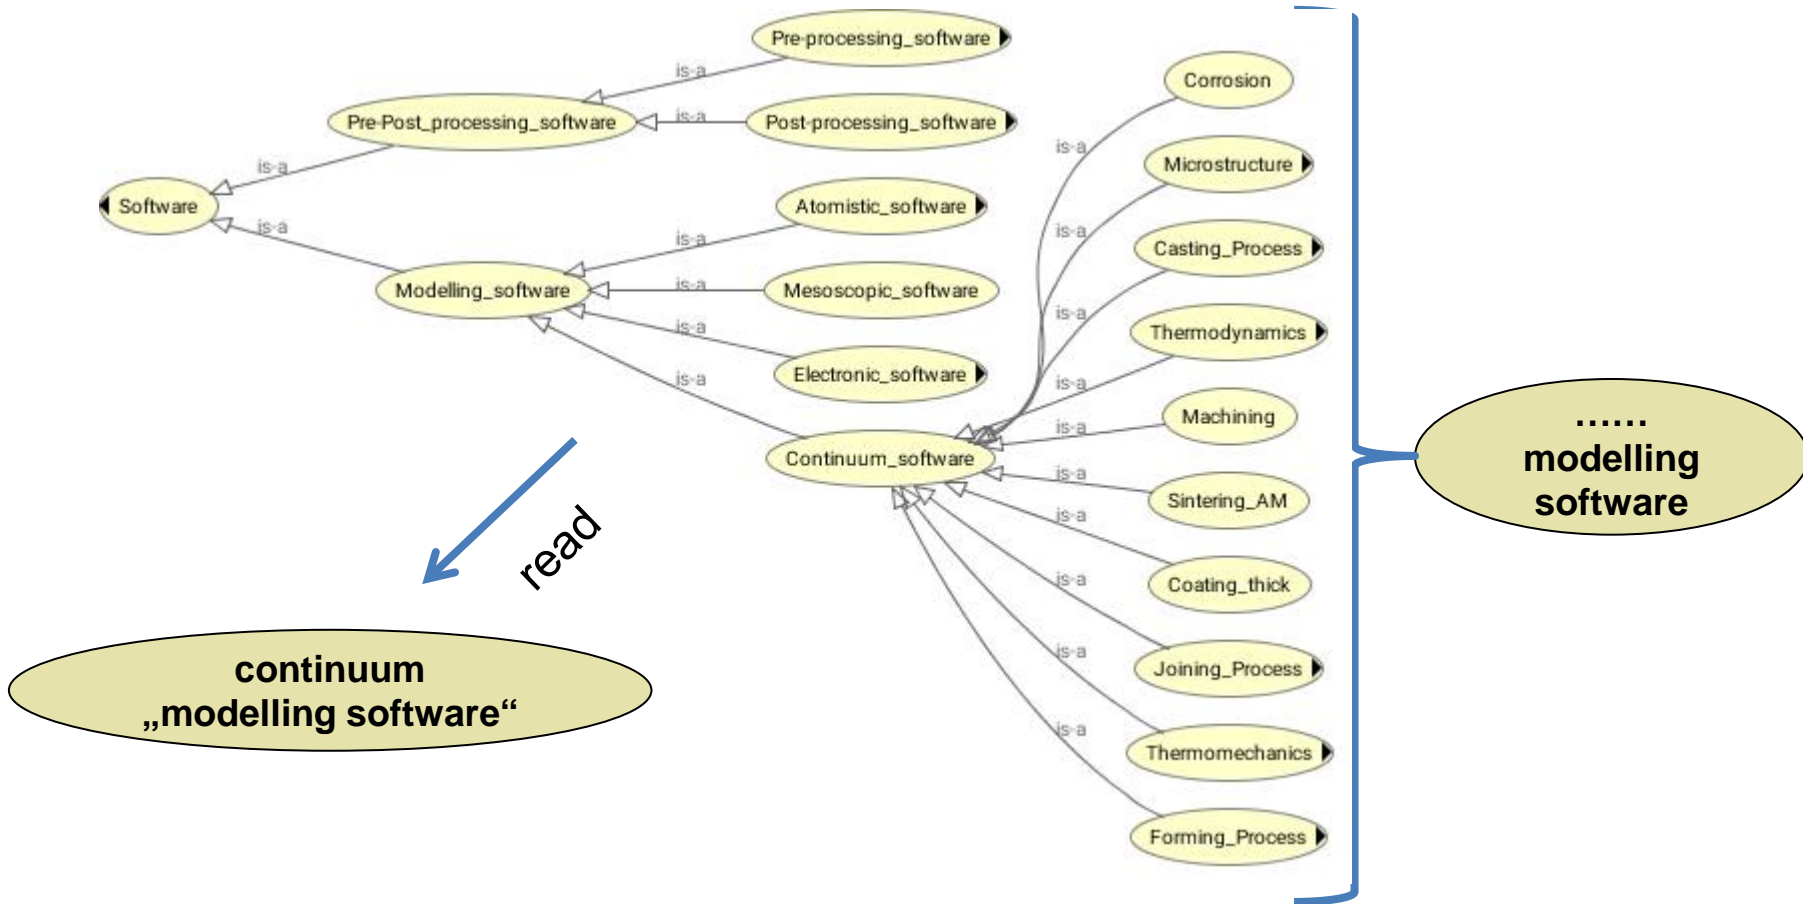 Pre-processing_software
is-a
Corrosion
Pre-Post_processing_software
is-a
Post-processing_software
is-a
is-a
Microstructure
Software
Atomistic_software
is-a
is-a
is-a
Casting_Process
Modelling_software
is-a
Mesoscopic_software
is-a
Thermodynamics
is-a
Electronic_software
is-a
is-a
Machining
is-a
Continuum_software
is-a
Sintering_AM
is-a
Coating_thick
is-a
Joining_Process
is-a
Thermomechanics
is-a
Forming_Process
......
modelling
software
read
continuum
„modelling software“